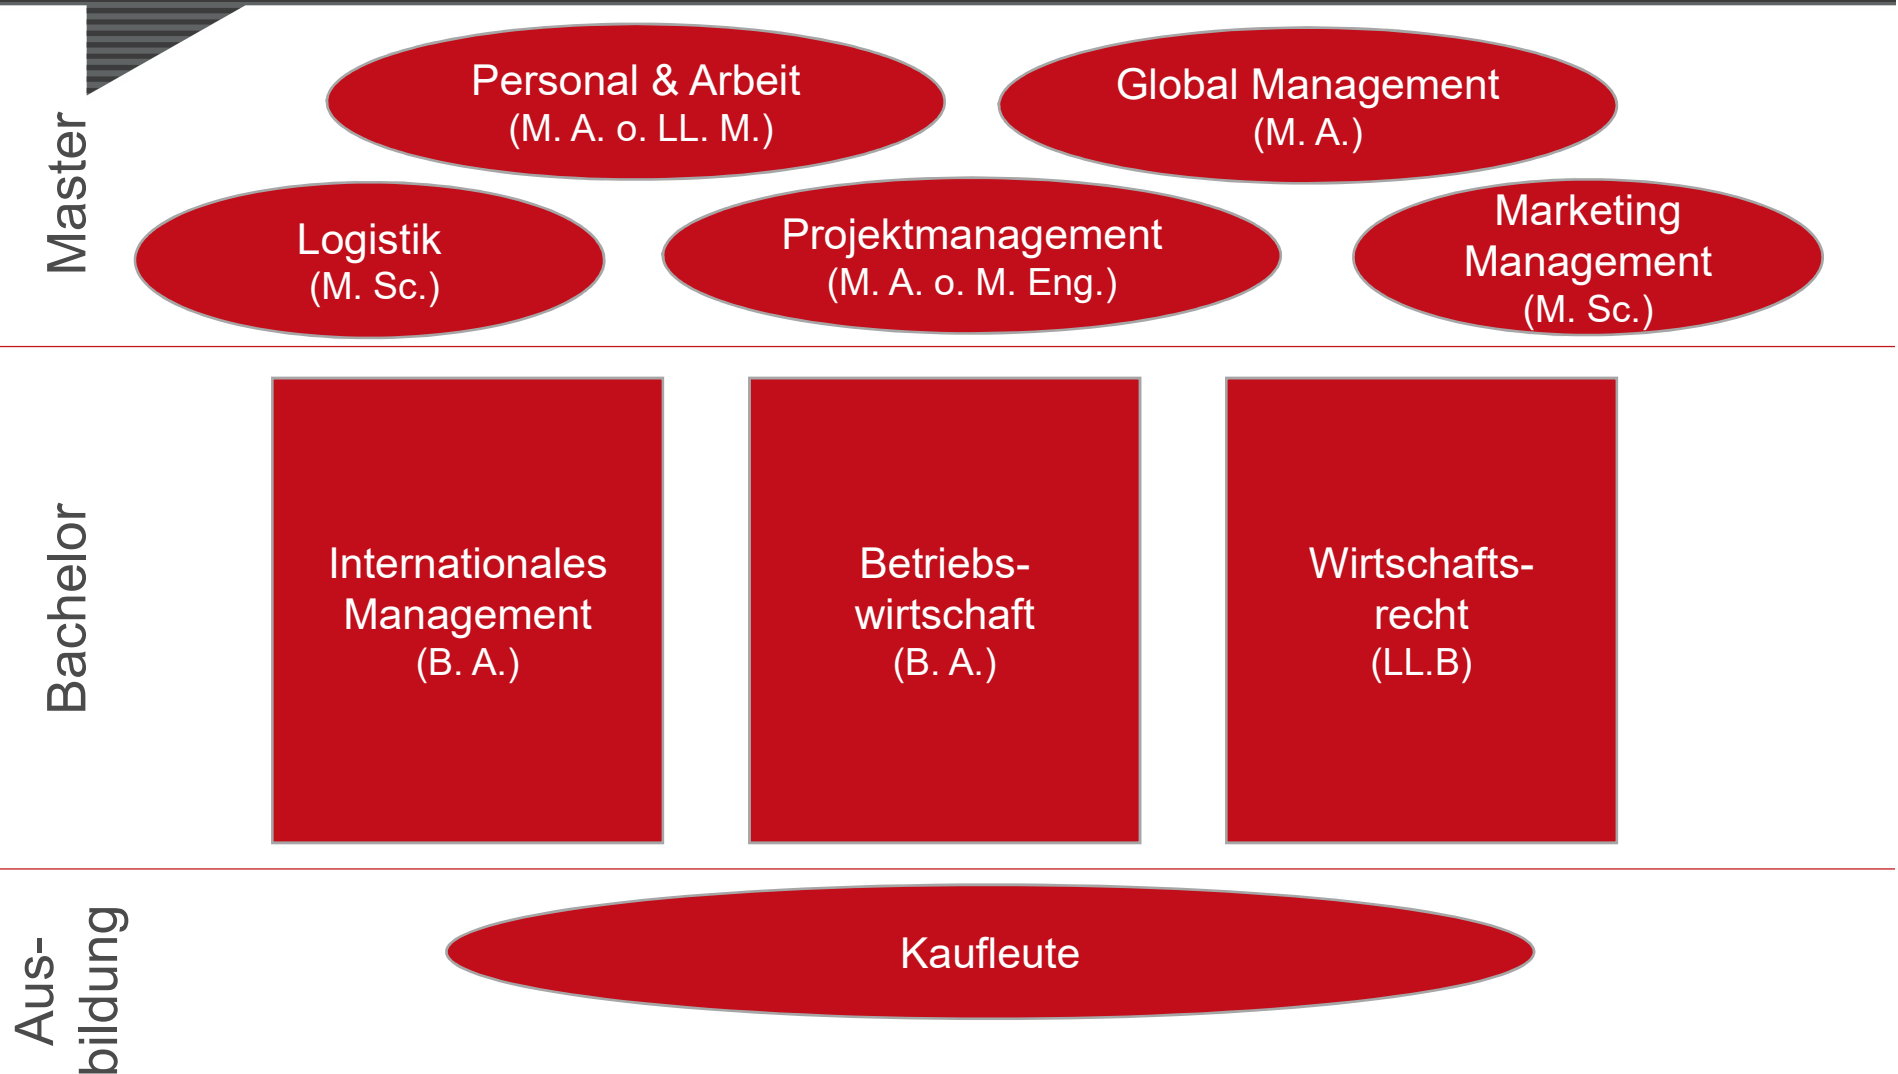 Master
Personal & Arbeit
(M. A. o. LL. M.)
Global Management
(M. A.)
Logistik
(M. Sc.)
Projektmanagement
(M. A. o. M. Eng.)
Marketing
Management
(M. Sc.)
Bachelor
Internationales
Management
(B. A.)
Betriebs-
wirtschaft
(B. A.)
Wirtschafts-
recht
(LL.B)
Aus-
bildung
Kaufleute